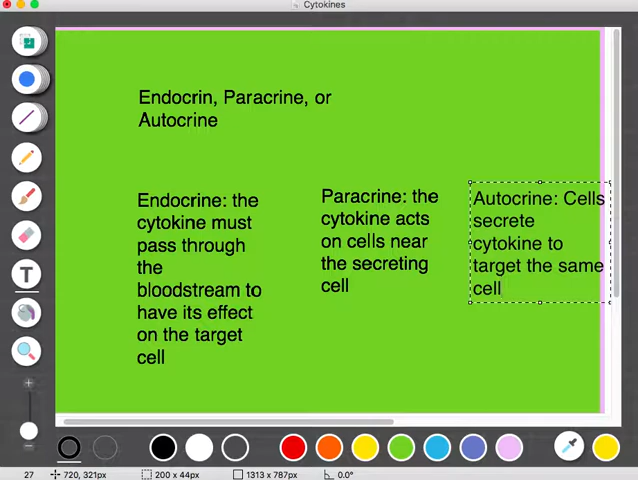 Cytokines
Endocrin, Paracrine, or
Autocrine
Endocrine: the
cytokine must
pass through
the
bloodstream to
have its effect
on the target
cell
Paracrine: the
cytokine acts
on cells near
the secreting
cell
Autocrine: Cells
secrete
cytokine to
target the same
cell
T
27
720, 321px
200 x 44px
1313 x 787px
0.0°